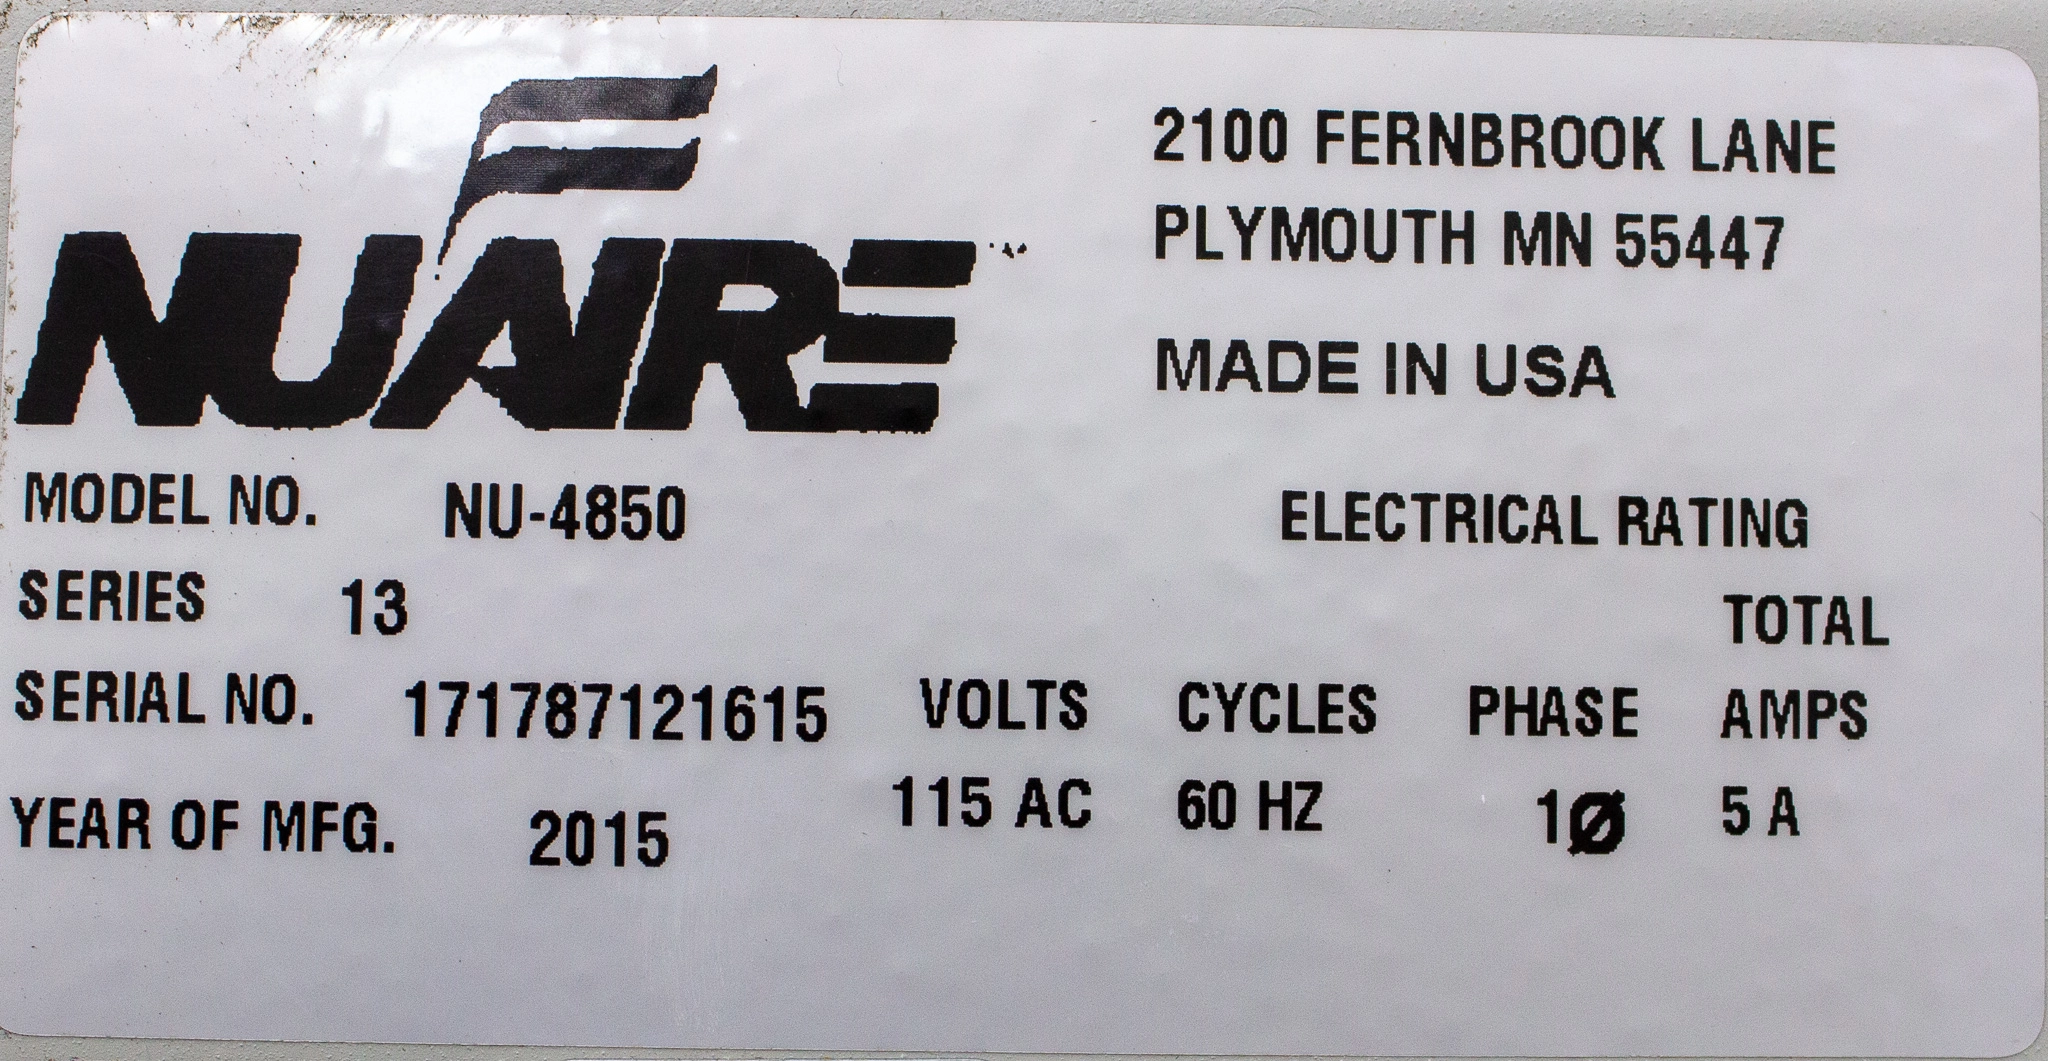 NUAIRE
2100 FERNBROOK LANE
PLYMOUTH MN 55447
MADE IN USA
MODEL NO. NU-4850
SERIES 13
SERIAL NO. 171787121615
YEAR OF MFG. 2015
ELECTRICAL RATING
TOTAL
VOLTS CYCLES PHASE AMPS
115 AC 60 HZ 1Ø 5 A